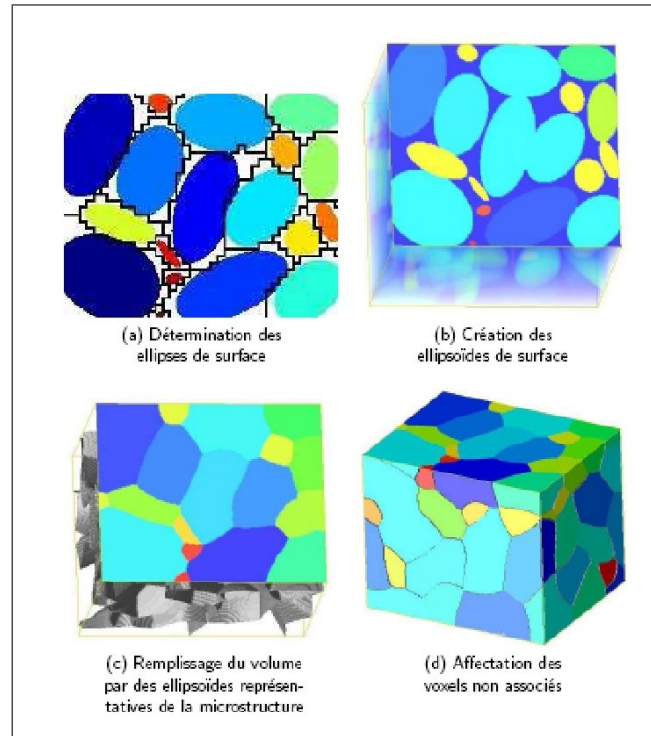 (a) Détermination des
ellipses de surface
(b) Création des
ellipsoïdes de surface
(c) Remplissage du volume
par des ellipsoïdes représen-
tatives de la microstructure
(d) Affectation des
voxels non associés